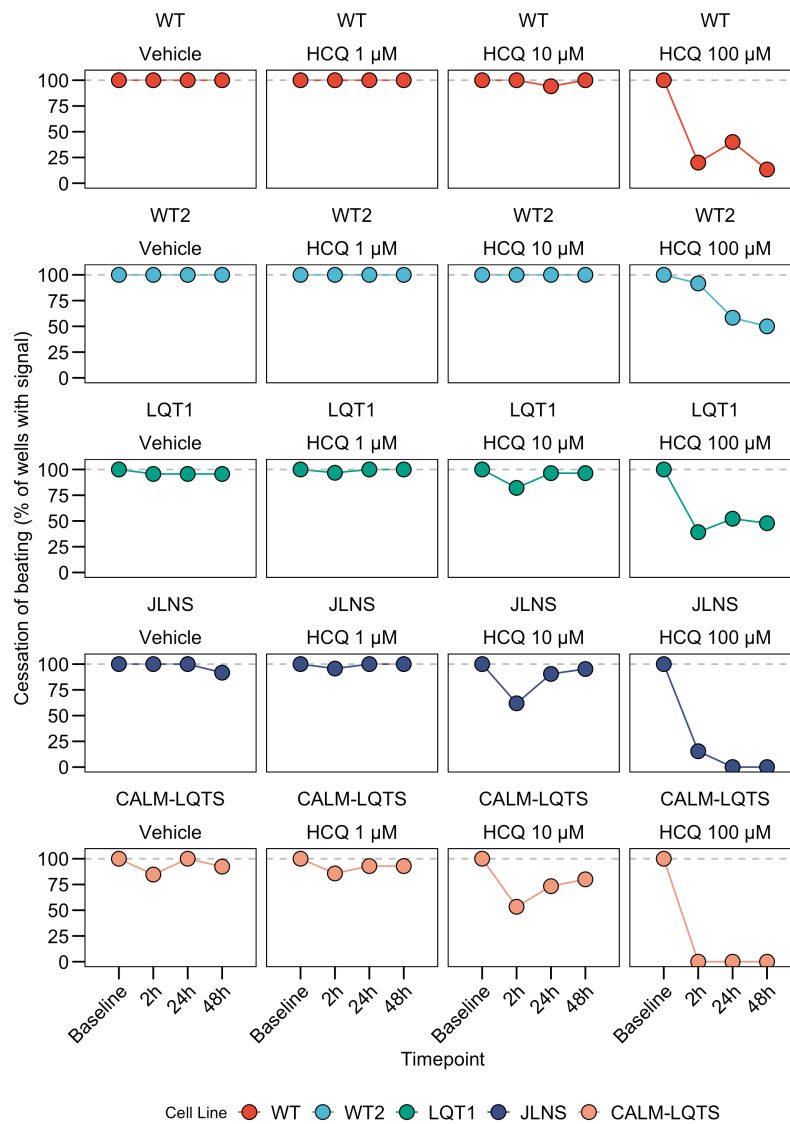 WT WT WT WT
Vehicle HCQ 1 µM HCQ 10 µM HCQ 100 µM
100
75
50
25
0
WT2 WT2 WT2 WT2
Vehicle HCQ 1 µM HCQ 10 µM HCQ 100 µM
100
75
50
25
0
Cessation of beating (% of wells with signal)
LQT1 LQT1 LQT1 LQT1
Vehicle HCQ 1 µM HCQ 10 µM HCQ 100 µM
100
75
50
25
0
JLNS JLNS JLNS JLNS
Vehicle HCQ 1 µM HCQ 10 µM HCQ 100 µM
100
75
50
25
0
CALM-LQTS CALM-LQTS CALM-LQTS CALM-LQTS
Vehicle HCQ 1 µM HCQ 10 µM HCQ 100 µM
100
75
50
25
0
Baseline 2h 24h 48h Baseline 2h 24h 48h Baseline 2h 24h 48h Baseline 2h 24h 48h
Timepoint
Cell Line WT WT2 LQT1 JLNS CALM-LQTS